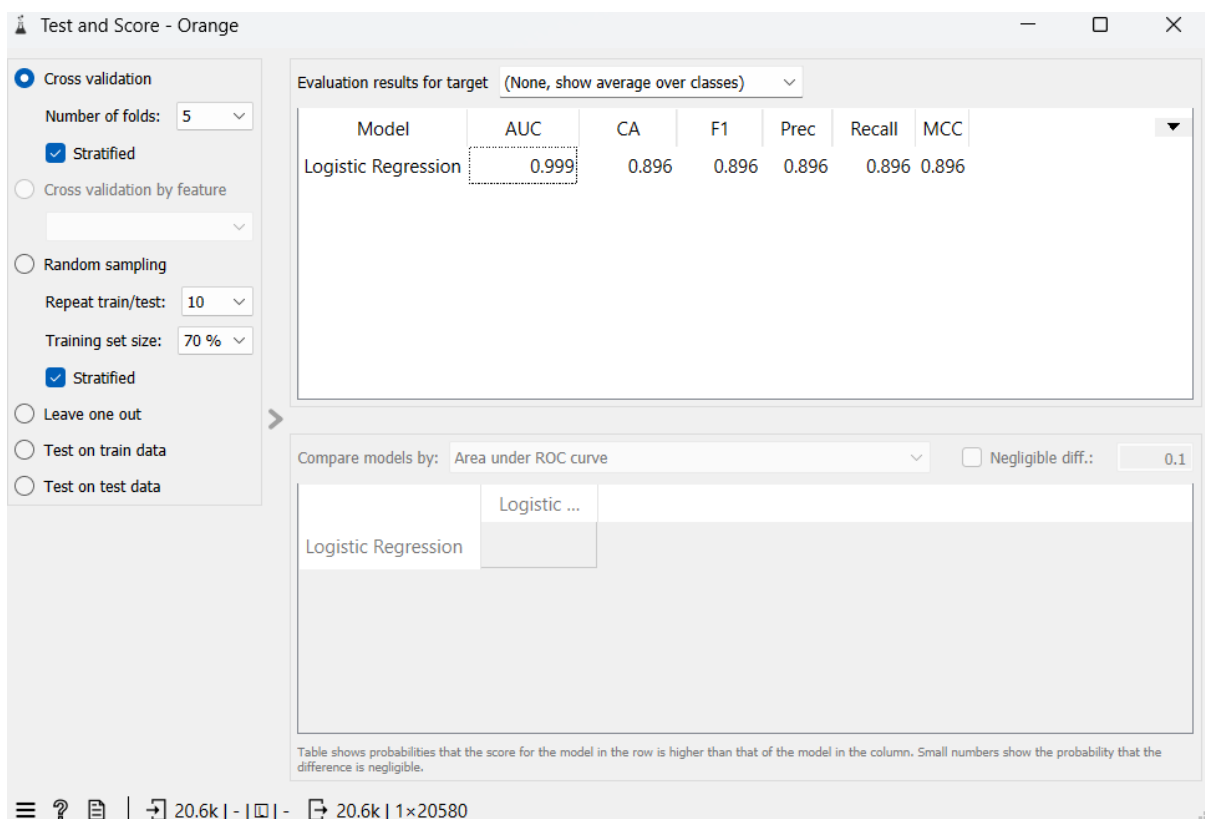 Test and Score - Orange
Cross validation
Number of folds: 5
Stratified
Cross validation by feature
Random sampling
Repeat train/test: 10
Training set size: 70 %
Stratified
Leave one out
Test on train data
Test on test data
Evaluation results for target (None, show average over classes)
Model AUC CA F1 Prec Recall MCC
Logistic Regression 0.999 0.896 0.896 0.896 0.896 0.896
Compare models by: Area under ROC curve Negligible diff.: 0.1
Logistic ...
Logistic Regression
Table shows probabilities that the score for the model in the row is higher than that of the model in the column. Small numbers show the probability that the
difference is negligible.
20.6k | - | - 20.6k | 1×20580